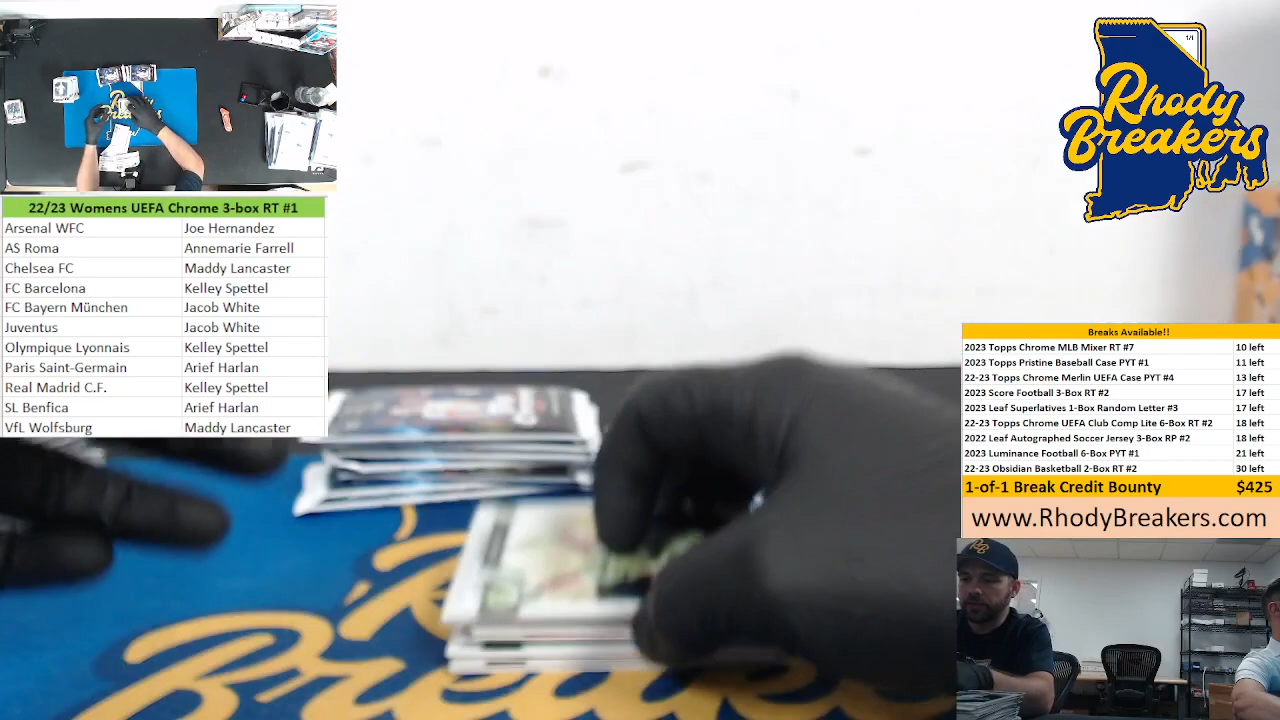 22/23 Womens UEFA Chrome 3-box RT #1
Arsenal WFC Joe Hernandez
AS Roma Annemarie Farrell
Chelsea FC Maddy Lancaster
FC Barcelona Kelley Spettel
FC Bayern München Jacob White
Juventus Jacob White
Olympique Lyonnais Kelley Spettel
Paris Saint-Germain Arief Harlan
Real Madrid C.F. Kelley Spettel
SL Benfica Arief Harlan
VfL Wolfsburg Maddy Lancaster
1/1
Rhody
Breakers
Breaks Available!!
2023 Topps Chrome MLB Mixer RT #7 10 left
2023 Topps Pristine Baseball Case PYT #1 11 left
22-23 Topps Chrome Merlin UEFA Case PYT #4 13 left
2023 Score Football 3-Box RT #2 17 left
2023 Leaf Superlatives 1-Box Random Letter #3 17 left
22-23 Topps Chrome UEFA Club Comp Lite 6-Box RT #2 18 left
2022 Leaf Autographed Soccer Jersey 3-Box RP #2 18 left
2023 Luminance Football 6-Box PYT #1 21 left
22-23 Obsidian Basketball 2-Box RT #2 30 left
1-of-1 Break Credit Bounty $425
www.RhodyBreakers.com
Breakers